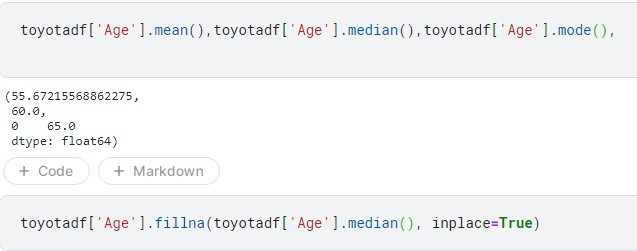 toyotadf['Age'].mean(),toyotadf['Age'].median(),toyotadf['Age'].mode(),
(55.67215568862275,
 60.0,
 0    65.0
 dtype: float64)
+ Code + Markdown
toyotadf['Age'].fillna(toyotadf['Age'].median(), inplace=True)